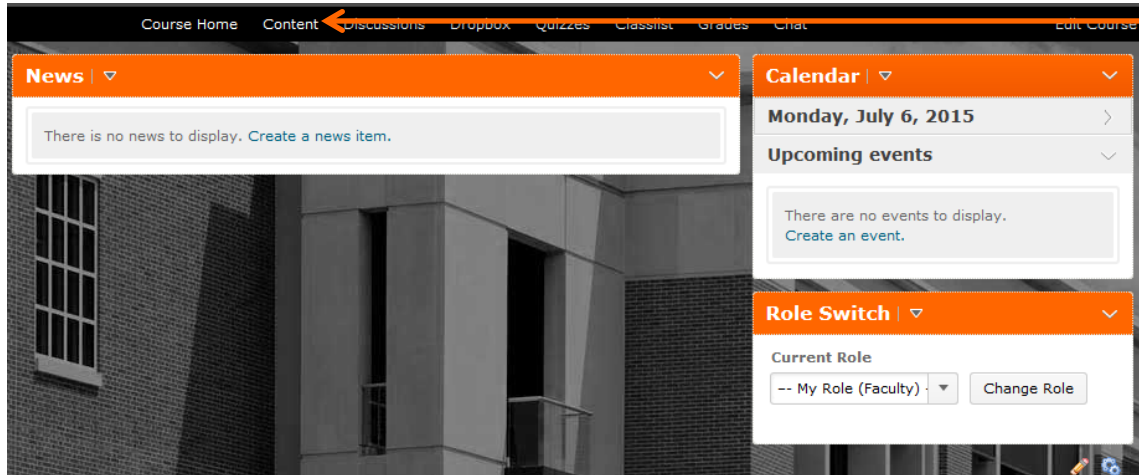 Course Home Content Discussions Dropbox Quizzes Classlist Grades Chat Edit Course
News
There is no news to display. Create a news item.
Calendar
Monday, July 6, 2015
Upcoming events
There are no events to display.
Create an event.
Role Switch
Current Role
-- My Role (Faculty) -
Change Role